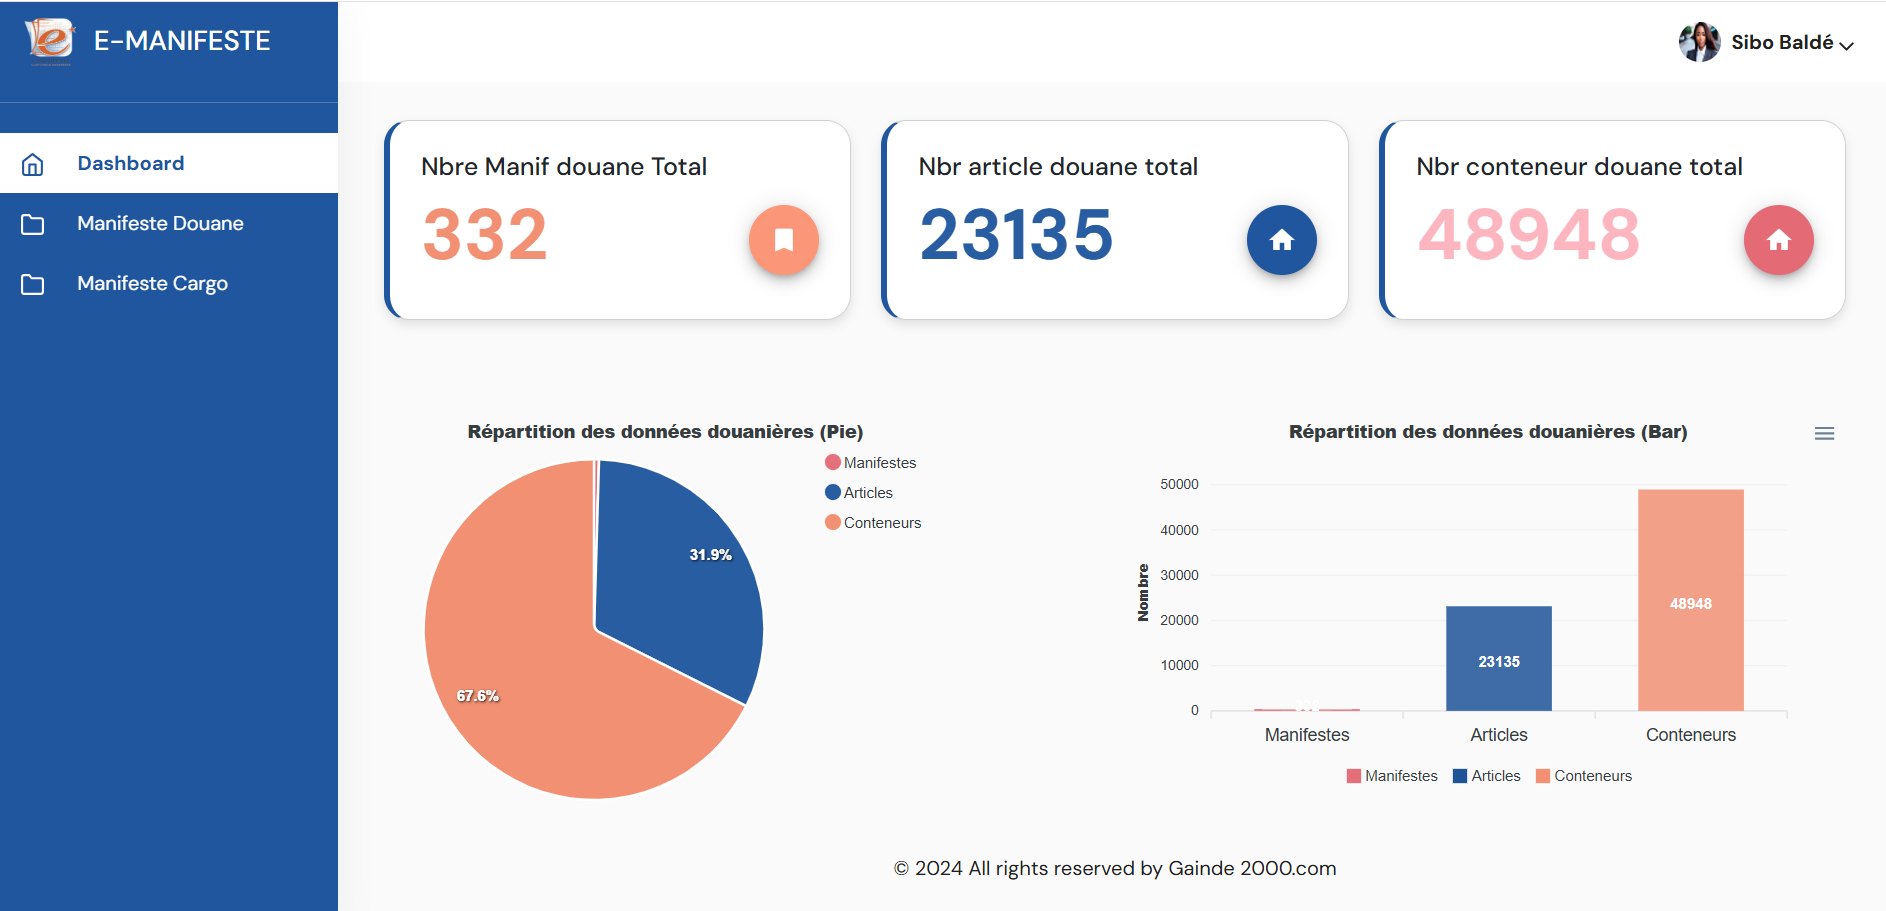 E-MANIFESTE
Sibo Baldé
Dashboard
Manifeste Douane
Manifeste Cargo
Nbre Manif douane Total
332
Nbr article douane total
23135
Nbr conteneur douane total
48948
Répartition des données douanières (Pie)
Manifestes
Articles
Conteneurs
31.9%
67.6%
Répartition des données douanières (Bar)
Nombre
50000
40000
30000
20000
10000
0
23135
48948
Manifestes
Articles
Conteneurs
Manifestes
Articles
Conteneurs
© 2024 All rights reserved by Gainde 2000.com